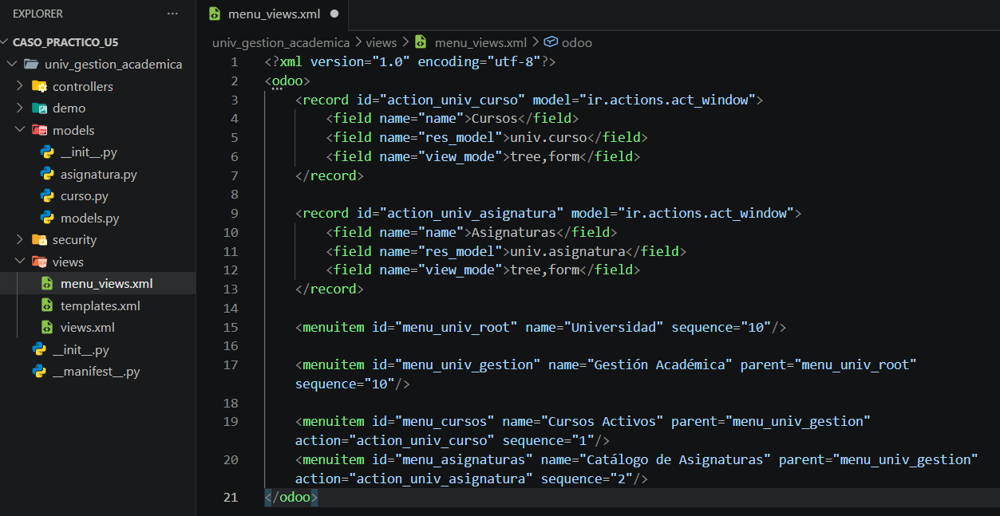 EXPLORER
CASO_PRACTICO_U5
univ_gestion_academica
controllers
demo
models
__init__.py
asignatura.py
curso.py
models.py
security
views
menu_views.xml
templates.xml
views.xml
__init__.py
__manifest__.py
menu_views.xml
univ_gestion_academica > views > menu_views.xml > odoo
1 <?xml version="1.0" encoding="utf-8"?>
2 <odoo>
3 <record id="action_univ_curso" model="ir.actions.act_window">
4 <field name="name">Cursos</field>
5 <field name="res_model">univ.curso</field>
6 <field name="view_mode">tree,form</field>
7 </record>
8
9 <record id="action_univ_asignatura" model="ir.actions.act_window">
10 <field name="name">Asignaturas</field>
11 <field name="res_model">univ.asignatura</field>
12 <field name="view_mode">tree,form</field>
13 </record>
14
15 <menuitem id="menu_univ_root" name="Universidad" sequence="10"/>
16
17 <menuitem id="menu_univ_gestion" name="Gestión Académica" parent="menu_univ_root"
sequence="10"/>
18
19 <menuitem id="menu_cursos" name="Cursos Activos" parent="menu_univ_gestion"
action="action_univ_curso" sequence="1"/>
20 <menuitem id="menu_asignaturas" name="Catálogo de Asignaturas" parent="menu_univ_gestion"
action="action_univ_asignatura" sequence="2"/>
21 </odoo>